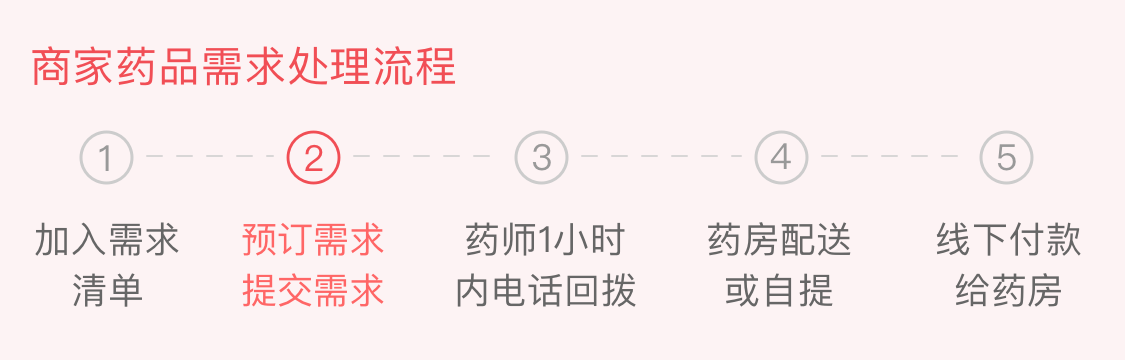 商家药品需求处理流程
1 2 3 4 5
加入需求 预订需求 药师1小时 药房配送 线下付款
清单 提交需求 内电话回拨 或自提 给药房